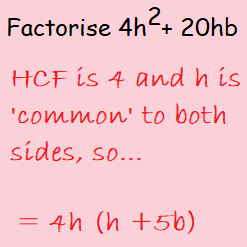 Factorise 4h²+ 20hb
HCF is 4 and h is
'common' to both
sides, so...
= 4h (h +5b)